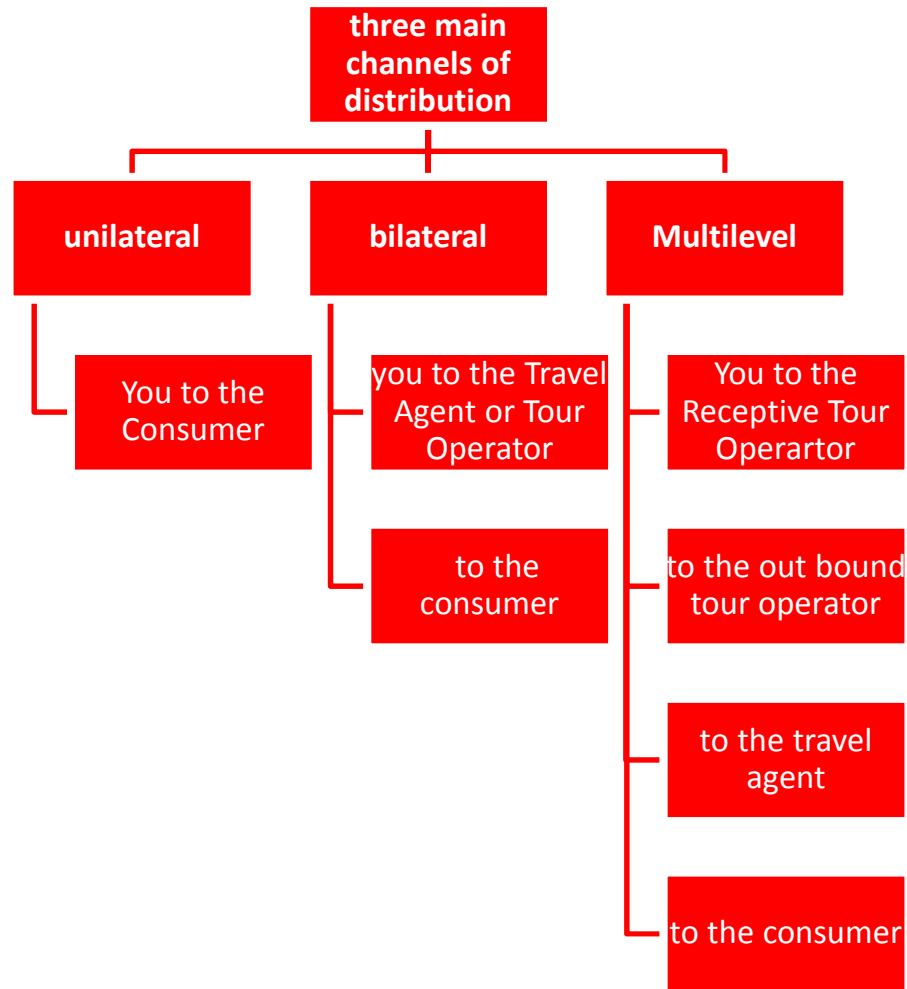 three main
channels of
distribution
unilateral
bilateral
Multilevel
You to the
Consumer
you to the Travel
Agent or Tour
Operator
to the
consumer
You to the
Receptive Tour
Operartor
to the out bound
tour operator
to the travel
agent
to the consumer